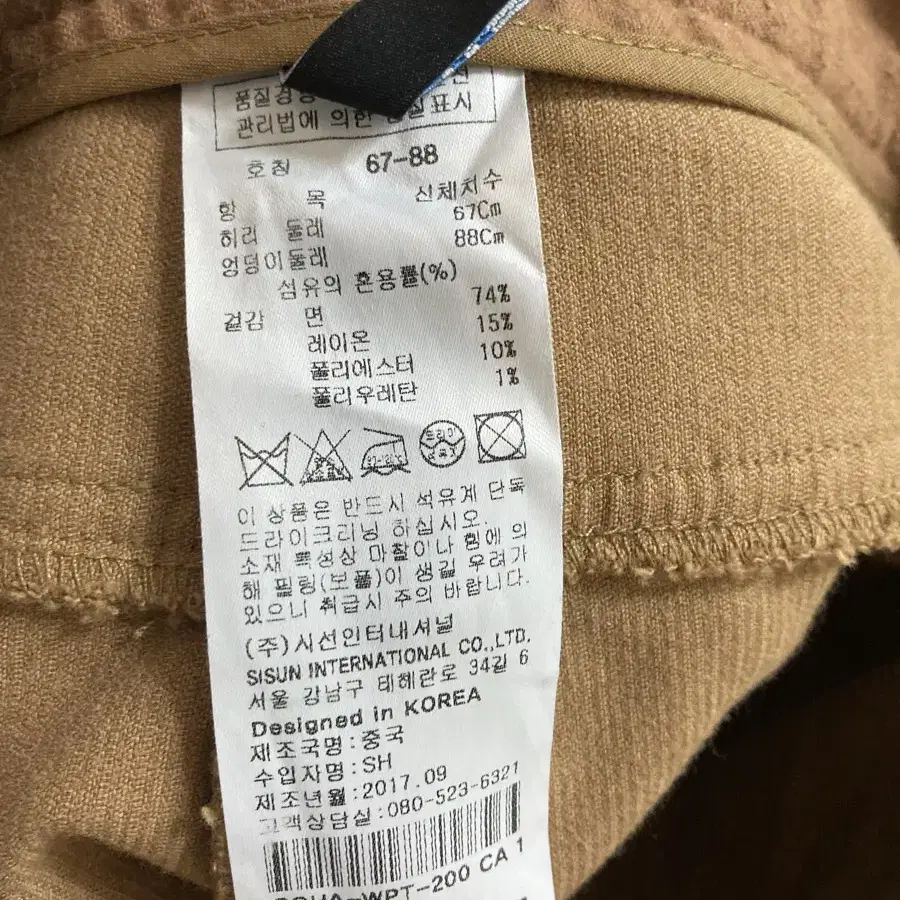 품질경영
관리법에 의한 품질표시
호칭 67-88
항 목 신체치수
허리 둘레 67Cm
엉덩이둘레 88Cm
섬유의 혼용률(%)
겉감 면 74%
레이온 15%
폴리에스터 10%
폴리우레탄 1%
드라이
이 상품은 반드시 석유계 단독
드라이크리닝 하십시오.
소재 특성상 마찰이나 힘에 의
해 필링(보풀)이 생길 우려가
있으니 취급시 주의 바랍니다.
(주)시선인터내셔널
SISUN INTERNATIONAL CO.,LTD.
서울 강남구 테헤란로 34길 6
Designed in KOREA
제조국명:중국
수입자명:SH
제조년월:2017.09
고객상담실:080-523-6321
-WPT-200 CA 1